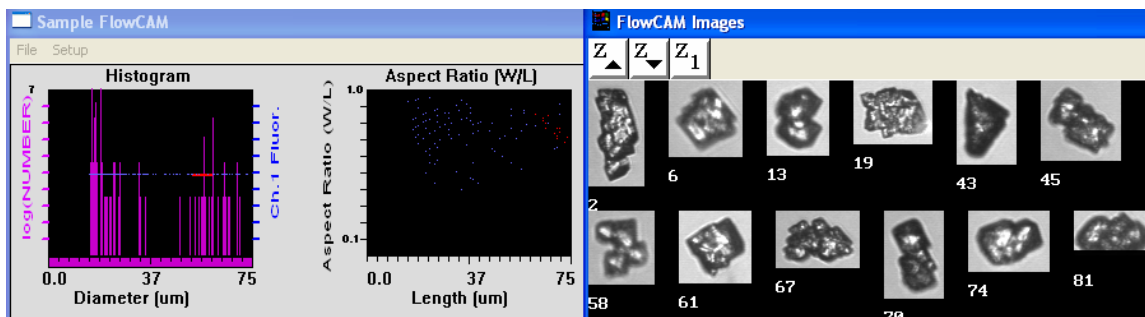 Sample FlowCAM
File Setup
Histogram
7
log(NUMBER)
Ch.1 Fluor.
0.0 37 75
Diameter (um)
Aspect Ratio (W/L)
1.0
Aspect Ratio (W/L)
0.1
0.0 37 75
Length (um)
FlowCAM Images
Z Z Z1
2 6 13 19 43 45
58 61 67 70 74 81